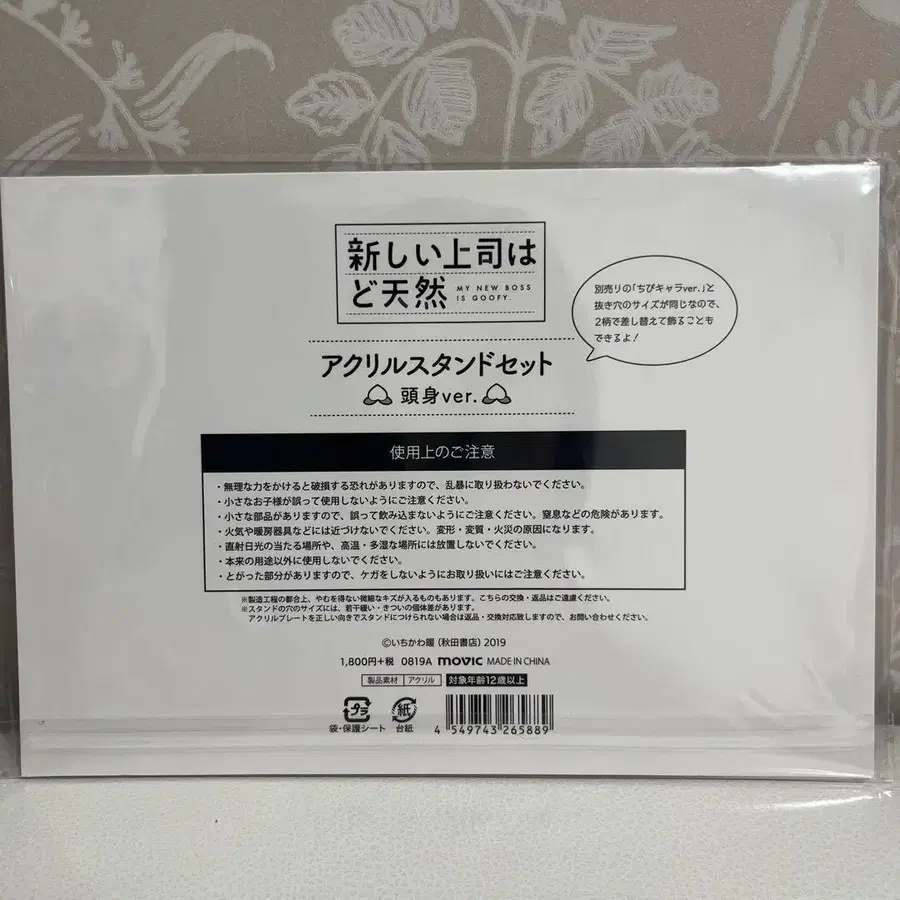 新しい上司は
ど天然
MY NEW BOSS
IS GOOFY.
別売りの「ちびキャラver.」と
抜き穴のサイズが同じなので、
2柄で差し替えて飾ることも
できるよ!
アクリルスタンドセット
頭身ver.
使用上のご注意
・無理な力をかけると破損する恐れがありますので、乱暴に取り扱わないでください。
・小さなお子様が誤って使用しないようにご注意ください。
・小さな部品がありますので、誤って飲み込まないようにご注意ください。窒息などの危険があります。
・火気や暖房器具などには近づけないでください。変形・変質・火災の原因になります。
・直射日光の当たる場所や、高温・多湿な場所には放置しないでください。
・本来の用途以外に使用しないでください。
・とがった部分がありますので、ケガをしないようにお取り扱いにはご注意ください。
※製造工程の都合上、やむを得ない微細なキズが入るものもあります。こちらの交換・返品はご遠慮ください。
※スタンドの穴のサイズには、若干緩い・きついの個体差があります。
アクリルプレートを正しい向きでスタンドにつけられない場合は返品・交換対応致しますので、お問い合わせください。
©いちかわ暖(秋田書店)2019
1,800円+税 0819A movic MADE IN CHINA
製品素材 アクリル 対象年齢12歳以上
プラ 紙
袋・保護シート 台紙
4 549743 265889